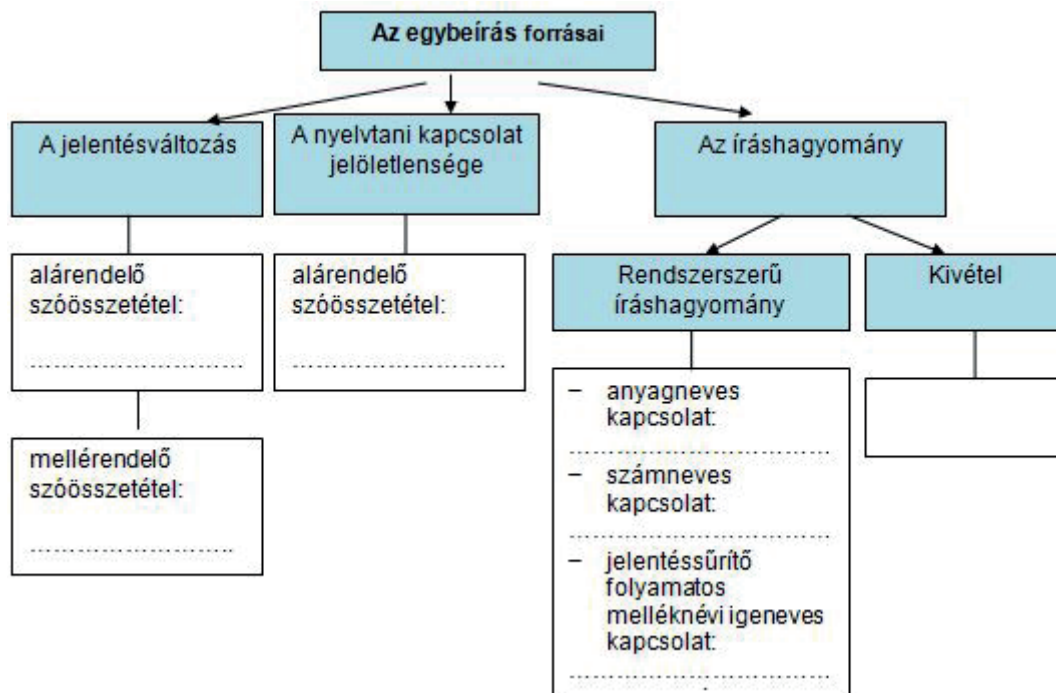 Az egybeírás forrásai
A jelentésváltozás
A nyelvtani kapcsolat
jelöletlensége
Az íráshagyomány
alárendelő
szóösszetétel:
...........................
mellérendelő
szóösszetétel:
..........................
alárendelő
szóösszetétel:
...........................
Rendszerszerű
íráshagyomány
Kivétel
– anyagneves
kapcsolat:
.................................
– számneves
kapcsolat:
.................................
– jelentéssűrítő
folyamatos
melléknévi igeneves
kapcsolat:
.................................